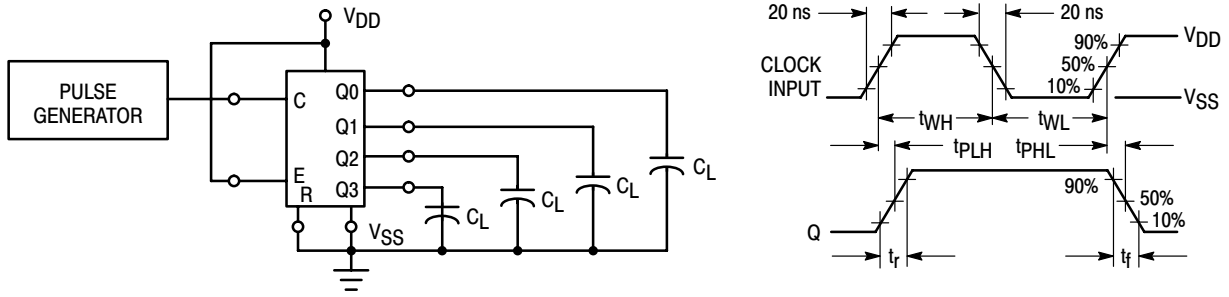 VDD
PULSE
GENERATOR
C
E
R
Q0
Q1
Q2
Q3
CL
CL
CL
CL
VSS
20 ns
20 ns
CLOCK
INPUT
90%
50%
10%
VDD
VSS
tWH
tWL
tPLH
tPHL
Q
90%
50%
10%
tr
tf